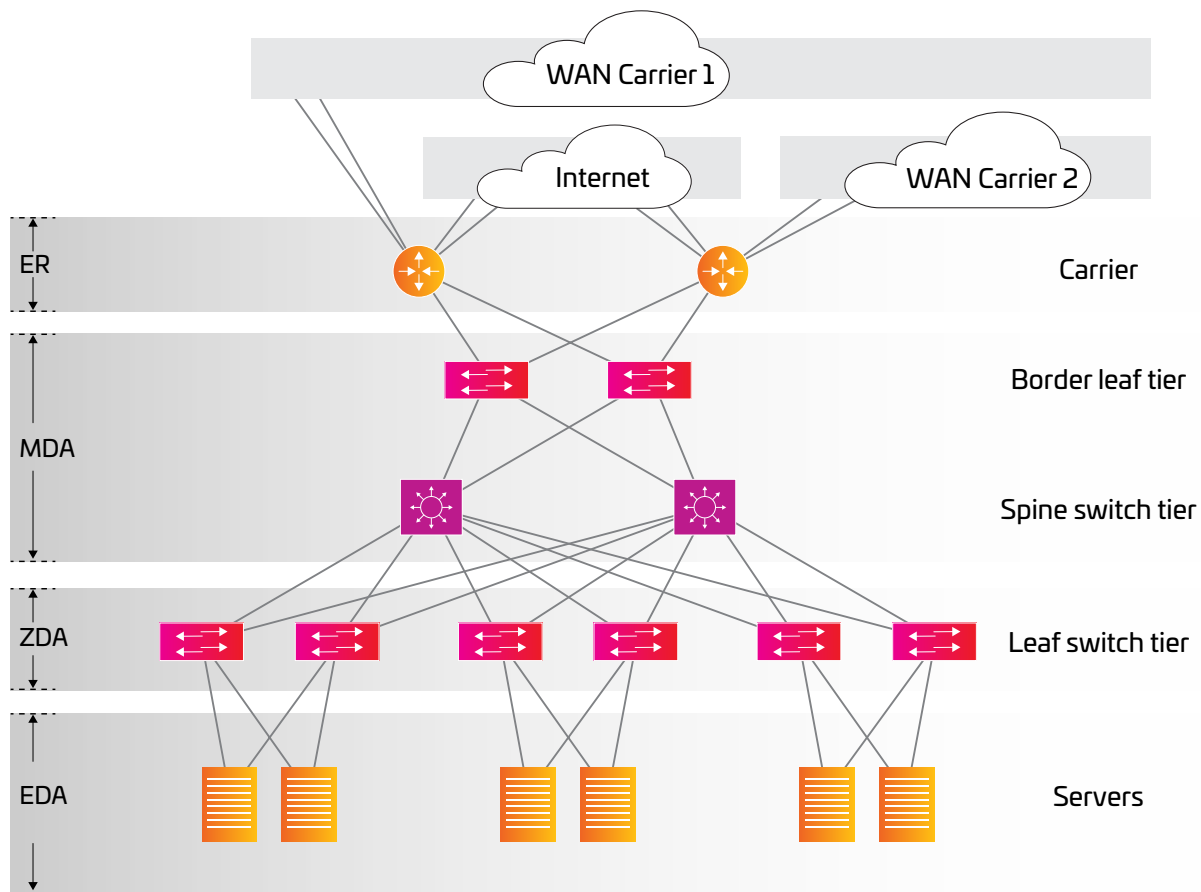 WAN Carrier 1
Internet
WAN Carrier 2
ER
Carrier
Border leaf tier
MDA
Spine switch tier
ZDA
Leaf switch tier
EDA
Servers